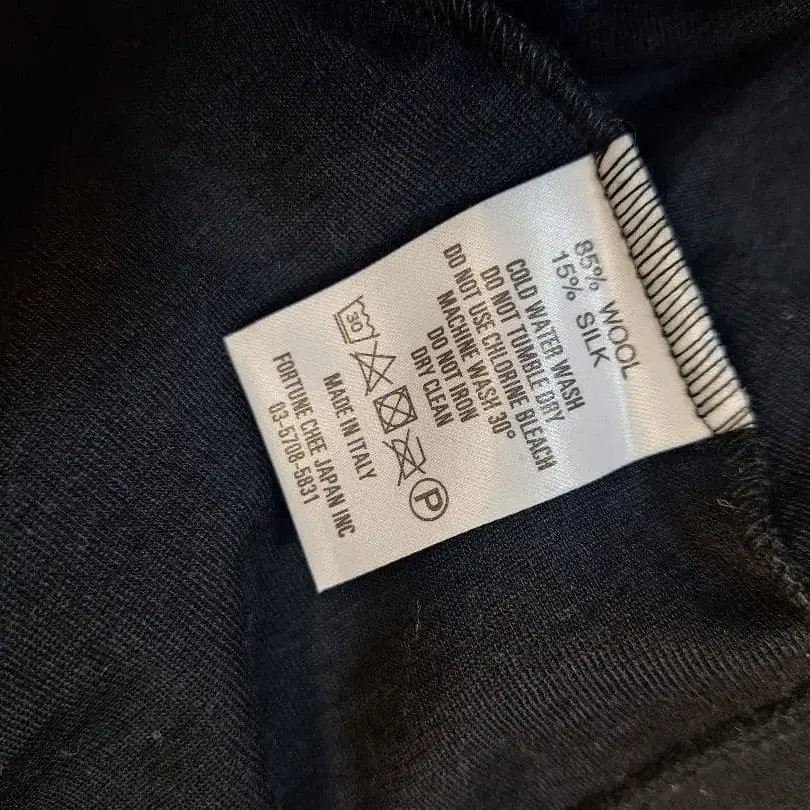 85% WOOL
15% SILK
COLD WATER WASH
DO NOT TUMBLE DRY
DO NOT USE CHLORINE BLEACH
MACHINE WASH 30°
DO NOT IRON
DRY CLEAN
30
P
MADE IN ITALY
FORTUNE CHEE JAPAN INC
03-5708-5831